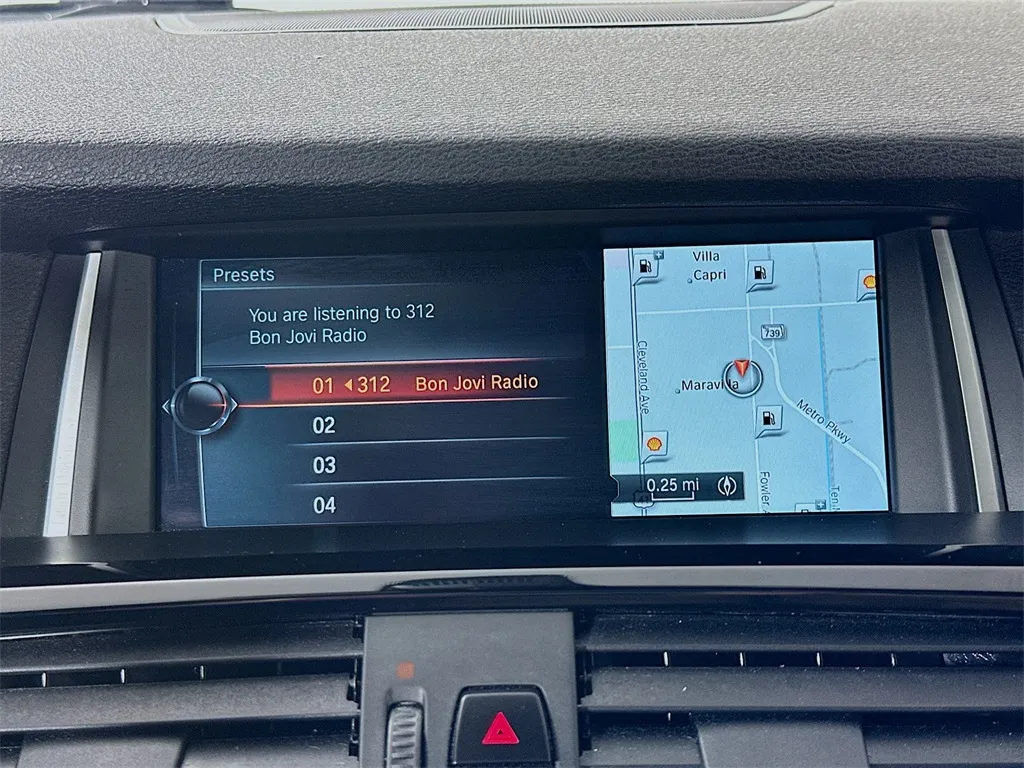 Presets
You are listening to 312
Bon Jovi Radio
01 312 Bon Jovi Radio
02
03
04
Villa
Capri
739
Cleveland Ave
Maravilla
Metro Pkwy
0.25 mi
Fowler